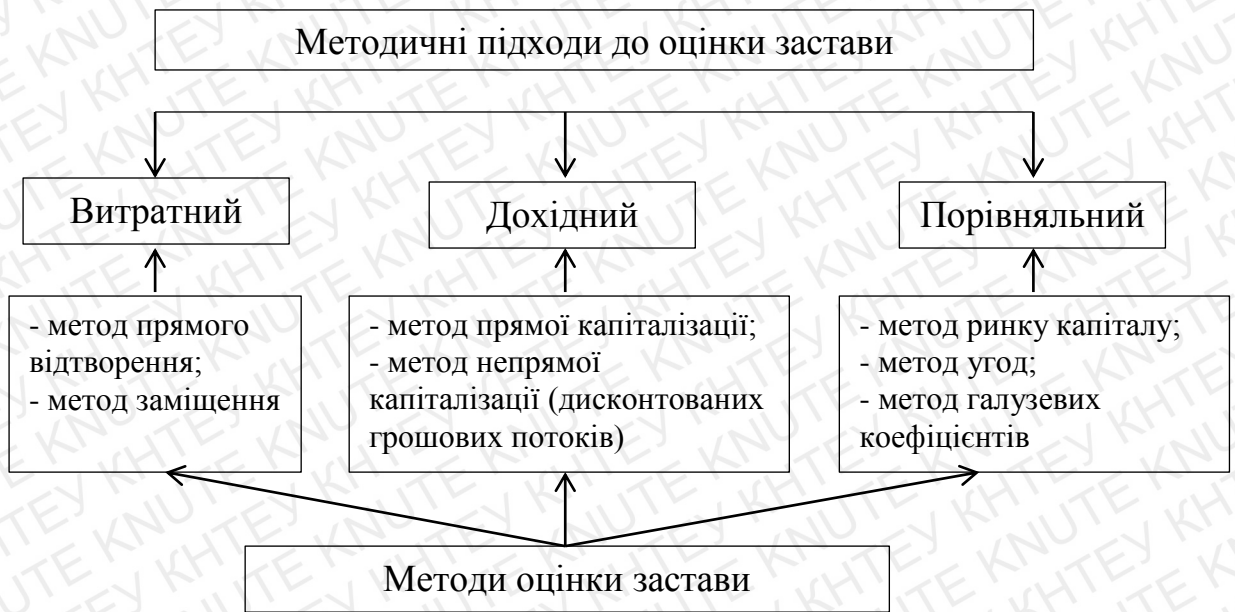 Методичні підходи до оцінки застави
Витратний
Дохідний
Порівняльний
- метод прямого
відтворення;
- метод заміщення
- метод прямої капіталізації;
- метод непрямої
капіталізації (дисконтованих
грошових потоків)
- метод ринку капіталу;
- метод угод;
- метод галузевих
коефіцієнтів
Методи оцінки застави